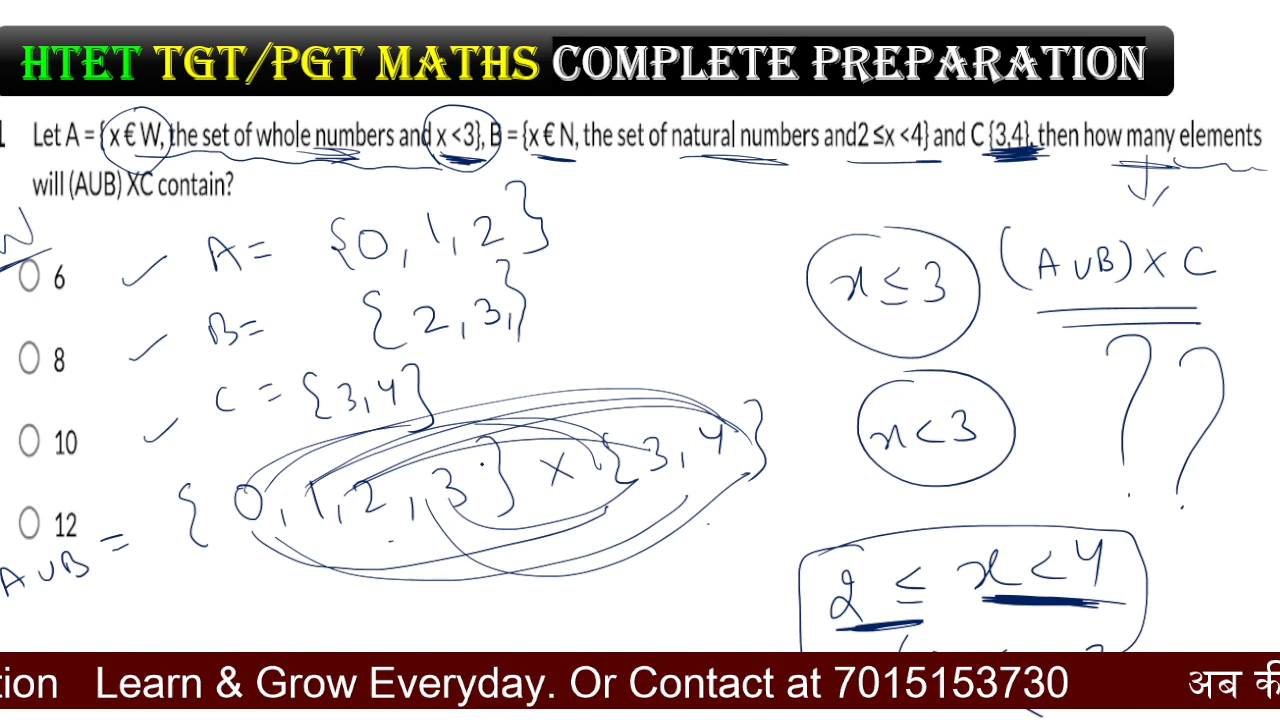 HTET TGT/PGT MATHS COMPLETE PREPARATION
1 Let A = { x € W, the set of whole numbers and x <3}, B = {x € N, the set of natural numbers and2 ≤x <4} and C {3,4}, then how many elements
will (AUB) XC contain?
W
6
8
10
12
A = {0, 1, 2}
B = {2, 3,}
C = {3,4}
A∪B = {0, 1, 2, 3} × {3, 4}
x ≤ 3
(A∪B) × C
x < 3
? ?
2 ≤ x < 4
tion Learn & Grow Everyday. Or Contact at 7015153730 अब की